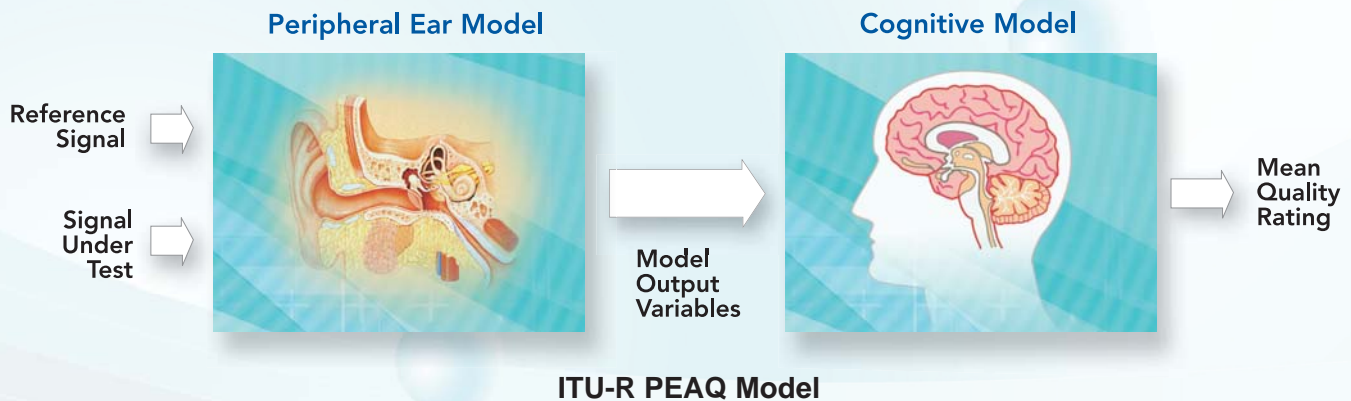 Peripheral Ear Model
Cognitive Model
Reference
Signal
Signal
Under
Test
Model
Output
Variables
Mean
Quality
Rating
ITU-R PEAQ Model